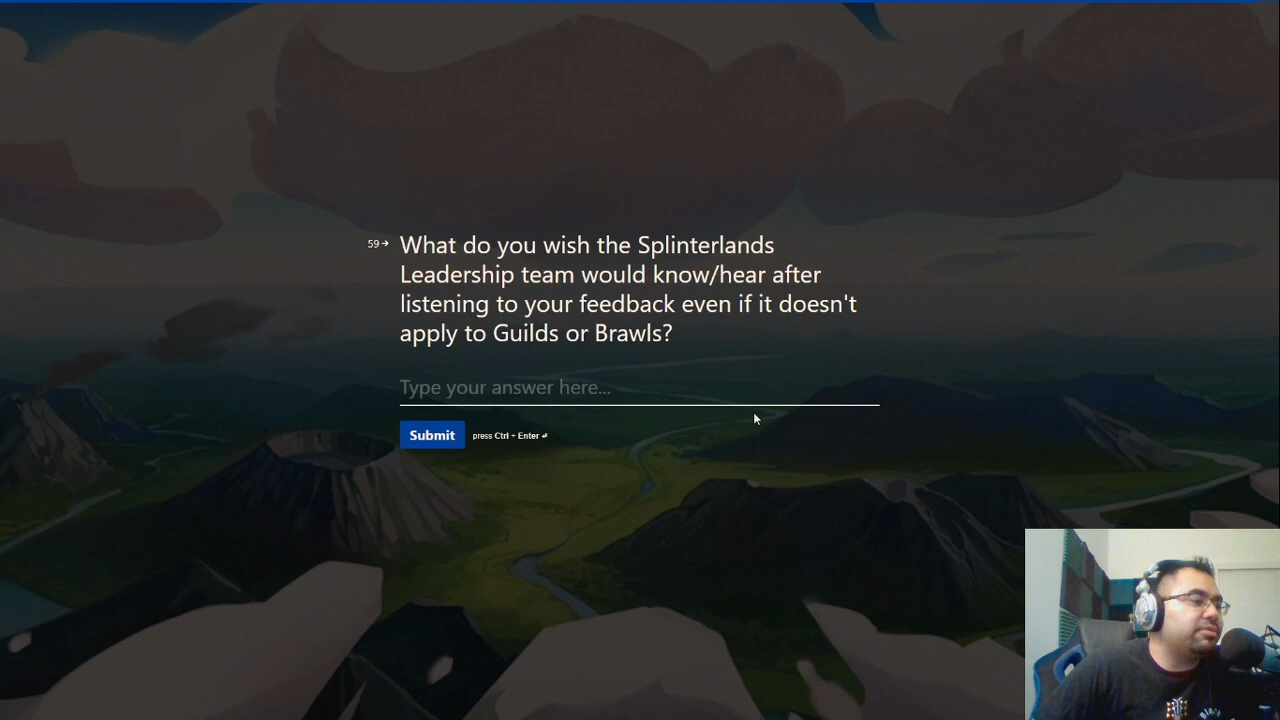 59→ What do you wish the Splinterlands
Leadership team would know/hear after
listening to your feedback even if it doesn't
apply to Guilds or Brawls?
Type your answer here...
Submit press Ctrl + Enter ↵